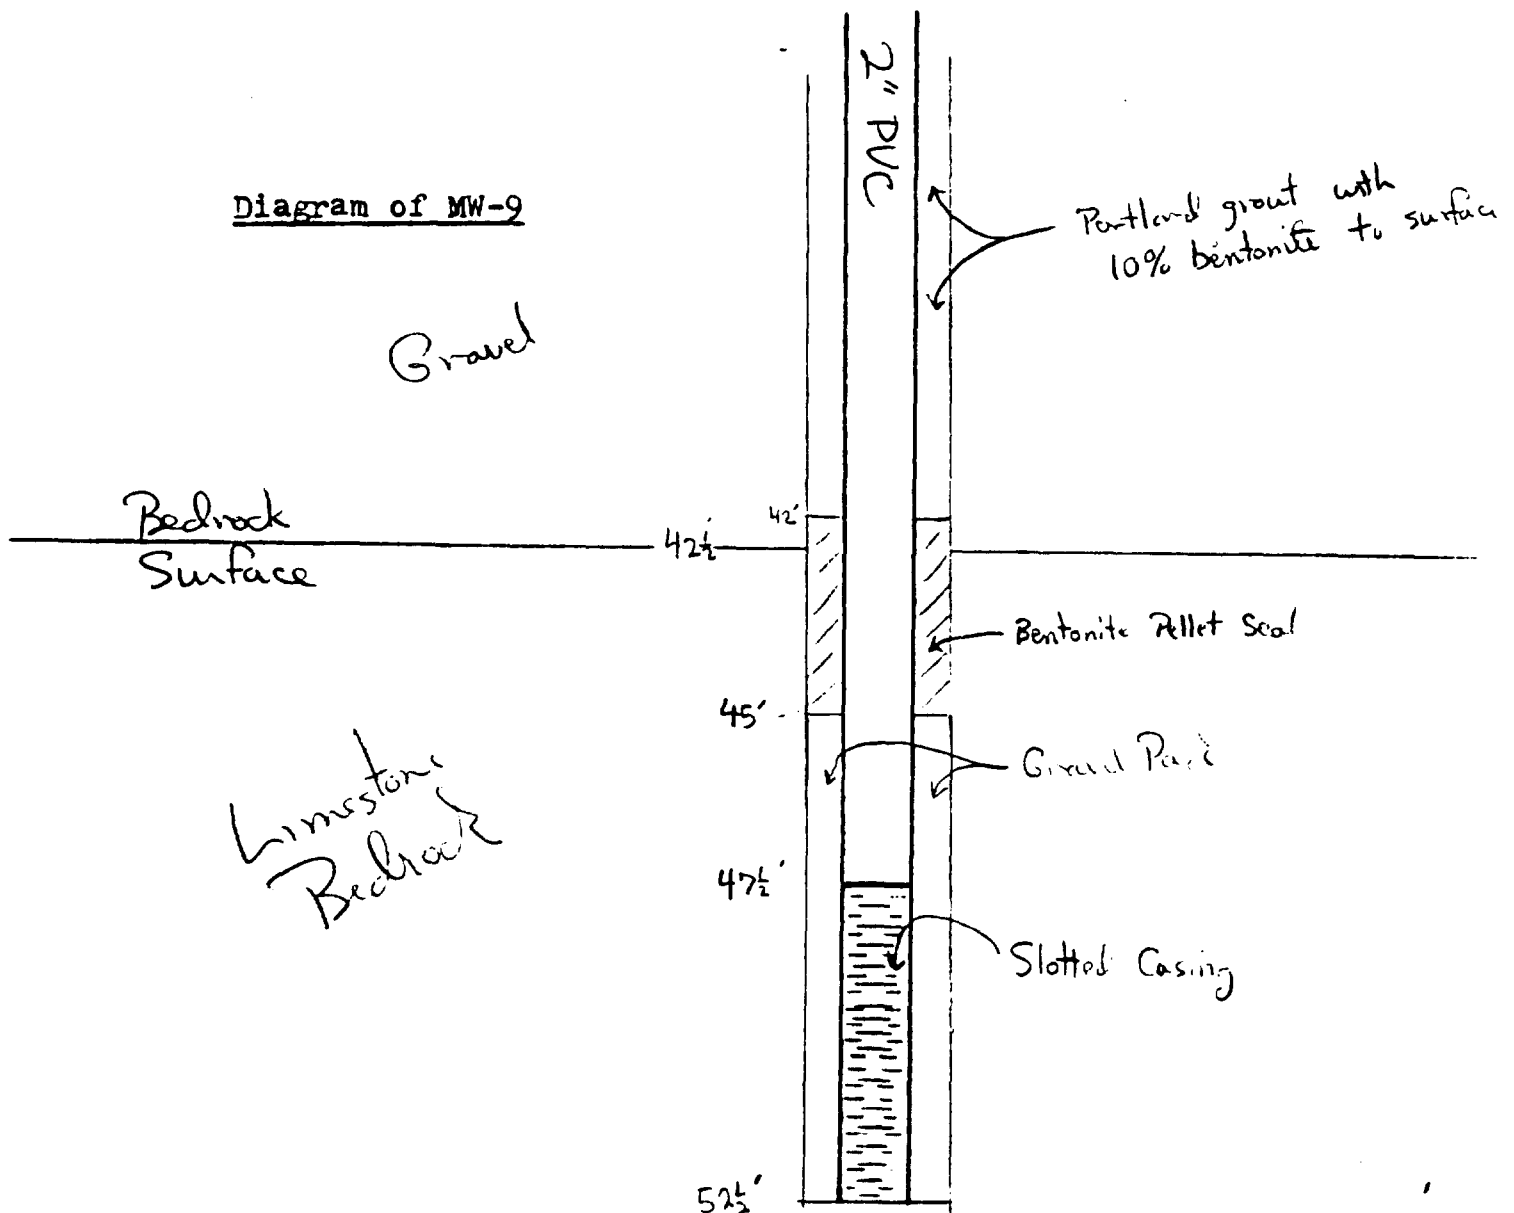 2" PVC
Diagram of MW-9
Portland grout with
10% bentonite to surface
Gravel
Bedrock
Surface
42'
42½'
Bentonite Pellet Seal
45'
Gravel Pack
Limestone
Bedrock
47½'
Slotted Casing
52½'